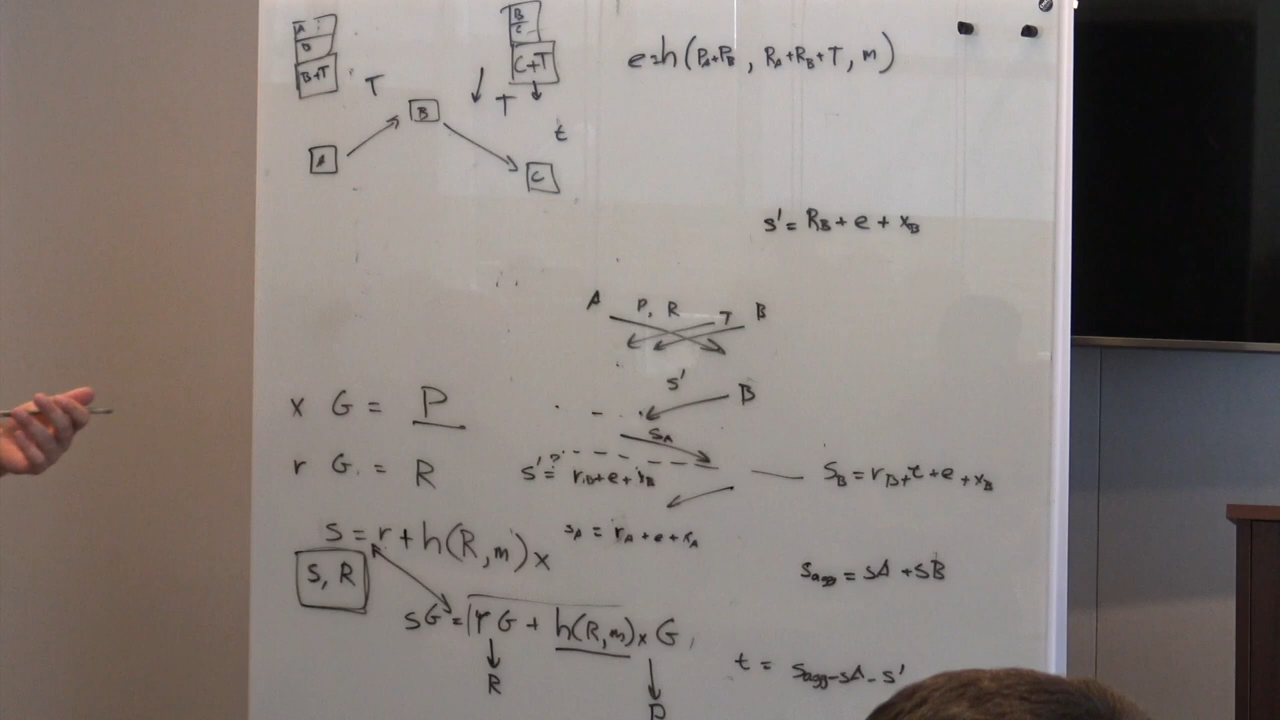 A
B+T
T
B
A
B
C
C+T
T
t
C
e=h(PA+PB, RA+RB+T, m)
s' = RB + e + xB
A P, R T B
s' B
sA
x G = P
r G = R
s' ?= rB+e+xB
SB = rB+t+e+xB
S = r + h(R,m) x
sA = rA + e + xA
S, R
sagg = sA + sB
sG = rG + h(R,m) x G
R
P
t = sagg - sA - s'